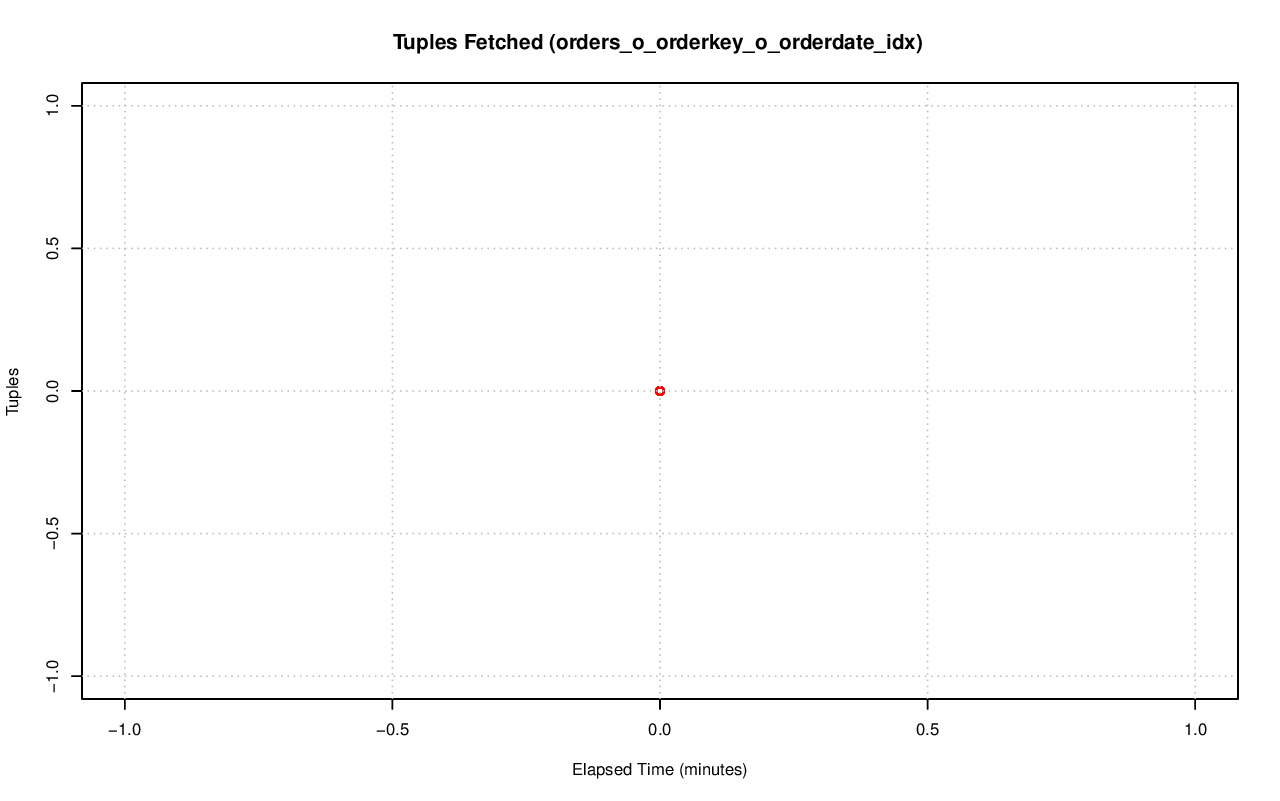 Tuples Fetched (orders_o_orderkey_o_orderdate_idx)
1.0
0.5
0.0
−0.5
−1.0
Tuples
−1.0 −0.5 0.0 0.5 1.0
Elapsed Time (minutes)